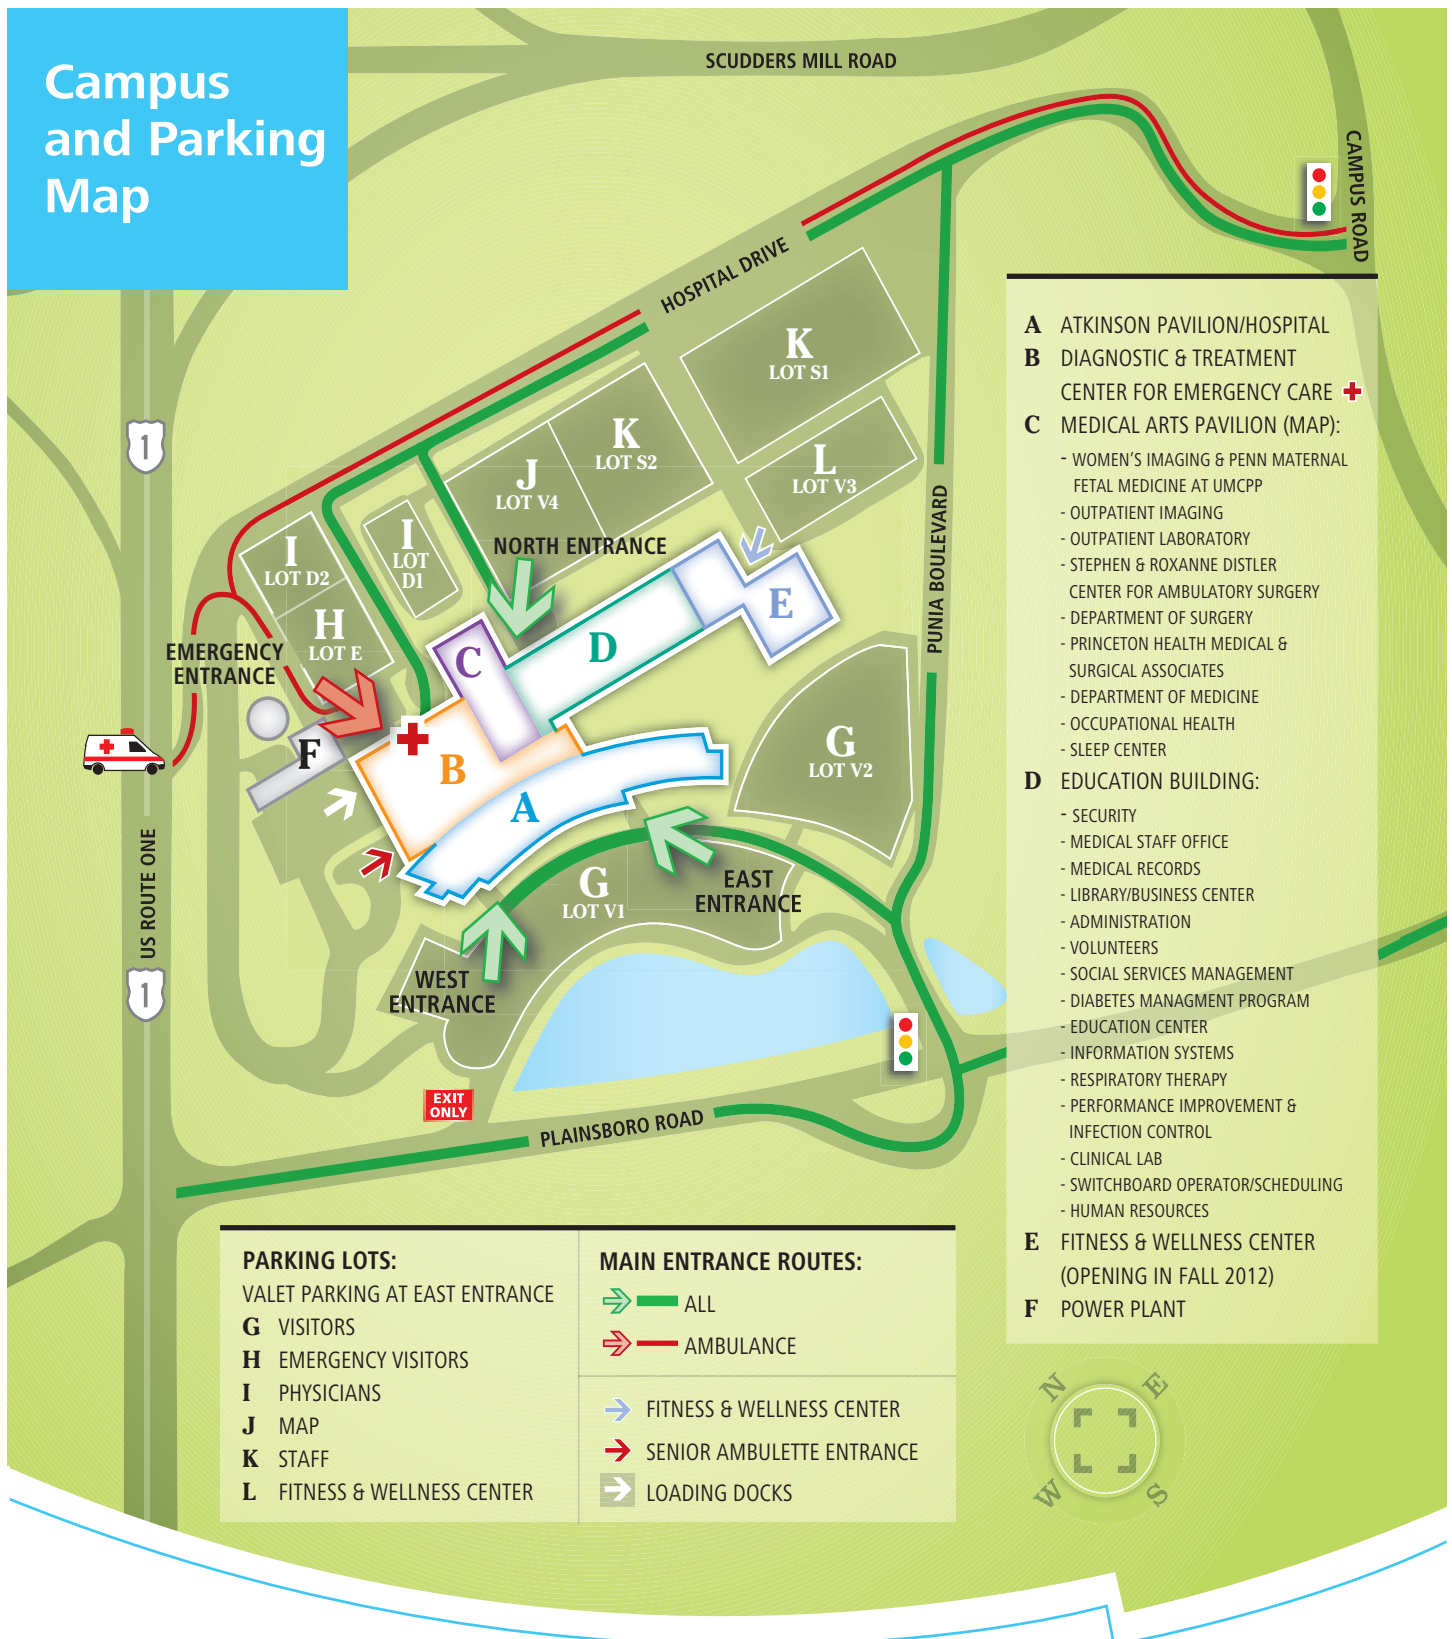 Campus
and Parking
Map
SCUDDERS MILL ROAD
CAMPUS ROAD
HOSPITAL DRIVE
PUNIA BOULEVARD
US ROUTE ONE
1
1
PLAINSBORO ROAD
K
LOT S1
K
LOT S2
J
LOT V4
L
LOT V3
I
LOT
D1
I
LOT D2
H
LOT E
NORTH ENTRANCE
EMERGENCY
ENTRANCE
C
D
E
F
B
A
G
LOT V2
G
LOT V1
EAST
ENTRANCE
WEST
ENTRANCE
EXIT
ONLY
A ATKINSON PAVILION/HOSPITAL
B DIAGNOSTIC & TREATMENT
CENTER FOR EMERGENCY CARE
C MEDICAL ARTS PAVILION (MAP):
- WOMEN'S IMAGING & PENN MATERNAL
FETAL MEDICINE AT UMCPP
- OUTPATIENT IMAGING
- OUTPATIENT LABORATORY
- STEPHEN & ROXANNE DISTLER
CENTER FOR AMBULATORY SURGERY
- DEPARTMENT OF SURGERY
- PRINCETON HEALTH MEDICAL &
SURGICAL ASSOCIATES
- DEPARTMENT OF MEDICINE
- OCCUPATIONAL HEALTH
- SLEEP CENTER
D EDUCATION BUILDING:
- SECURITY
- MEDICAL STAFF OFFICE
- MEDICAL RECORDS
- LIBRARY/BUSINESS CENTER
- ADMINISTRATION
- VOLUNTEERS
- SOCIAL SERVICES MANAGEMENT
- DIABETES MANAGMENT PROGRAM
- EDUCATION CENTER
- INFORMATION SYSTEMS
- RESPIRATORY THERAPY
- PERFORMANCE IMPROVEMENT &
INFECTION CONTROL
- CLINICAL LAB
- SWITCHBOARD OPERATOR/SCHEDULING
- HUMAN RESOURCES
E FITNESS & WELLNESS CENTER
(OPENING IN FALL 2012)
F POWER PLANT
PARKING LOTS:
VALET PARKING AT EAST ENTRANCE
G VISITORS
H EMERGENCY VISITORS
I PHYSICIANS
J MAP
K STAFF
L FITNESS & WELLNESS CENTER
MAIN ENTRANCE ROUTES:
ALL
AMBULANCE
FITNESS & WELLNESS CENTER
SENIOR AMBULETTE ENTRANCE
LOADING DOCKS
N
E
W
S